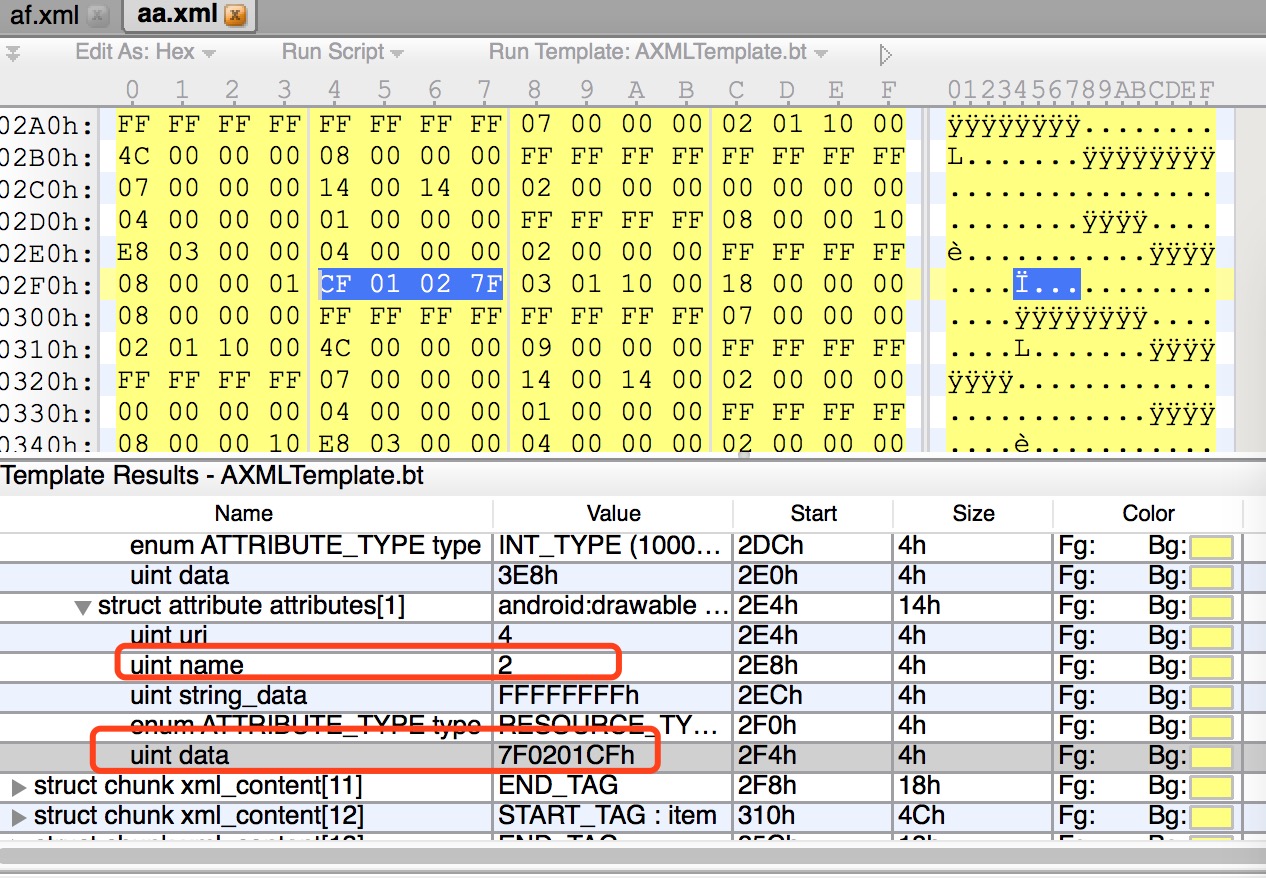 af.xml aa.xml
Edit As: Hex Run Script Run Template: AXMLTemplate.bt
0 1 2 3 4 5 6 7 8 9 A B C D E F 0123456789ABCDEF
02A0h: FF FF FF FF FF FF FF FF 07 00 00 00 02 01 10 00 ÿÿÿÿÿÿÿÿ........
02B0h: 4C 00 00 00 08 00 00 00 FF FF FF FF FF FF FF FF L.......ÿÿÿÿÿÿÿÿ
02C0h: 07 00 00 00 14 00 14 00 02 00 00 00 00 00 00 00 ................
02D0h: 04 00 00 00 01 00 00 00 FF FF FF FF 08 00 00 10 ........ÿÿÿÿ....
02E0h: E8 03 00 00 04 00 00 00 02 00 00 00 FF FF FF FF è...........ÿÿÿÿ
02F0h: 08 00 00 01 CF 01 02 7F 03 01 10 00 18 00 00 00 ....Ï...........
0300h: 08 00 00 00 FF FF FF FF FF FF FF FF 07 00 00 00 ....ÿÿÿÿÿÿÿÿ....
0310h: 02 01 10 00 4C 00 00 00 09 00 00 00 FF FF FF FF ....L.......ÿÿÿÿ
0320h: FF FF FF FF 07 00 00 00 14 00 14 00 02 00 00 00 ÿÿÿÿ............
0330h: 00 00 00 00 04 00 00 00 01 00 00 00 FF FF FF FF ............ÿÿÿÿ
0340h: 08 00 00 10 E8 03 00 00 04 00 00 00 02 00 00 00 ....è...........
Template Results - AXMLTemplate.bt
Name Value Start Size Color
enum ATTRIBUTE_TYPE type INT_TYPE (1000... 2DCh 4h Fg: Bg:
uint data 3E8h 2E0h 4h Fg: Bg:
struct attribute attributes[1] android:drawable ... 2E4h 14h Fg: Bg:
uint uri 4 2E4h 4h Fg: Bg:
uint name 2 2E8h 4h Fg: Bg:
uint string_data FFFFFFFFh 2ECh 4h Fg: Bg:
enum ATTRIBUTE_TYPE type RESOURCE_TY... 2F0h 4h Fg: Bg:
uint data 7F0201CFh 2F4h 4h Fg: Bg:
struct chunk xml_content[11] END_TAG 2F8h 18h Fg: Bg:
struct chunk xml_content[12] START_TAG : item 310h 4Ch Fg: Bg: